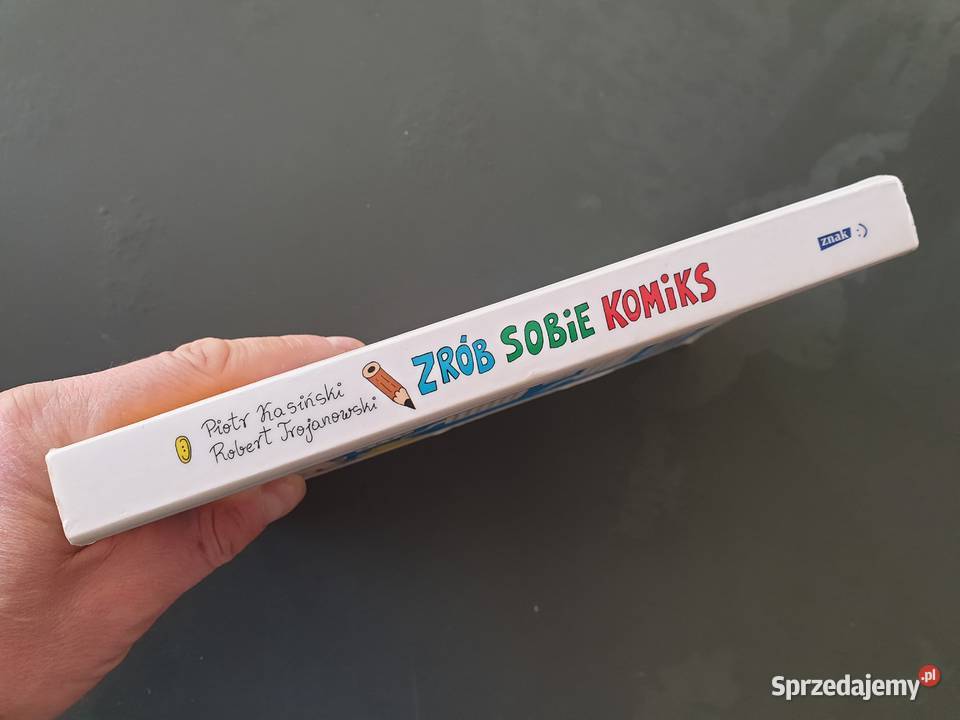 Piotr Kasiński
Robert Trojanowski
ZRÓB SOBiE KOMiKS
znak :)
Sprzedajemy.pl